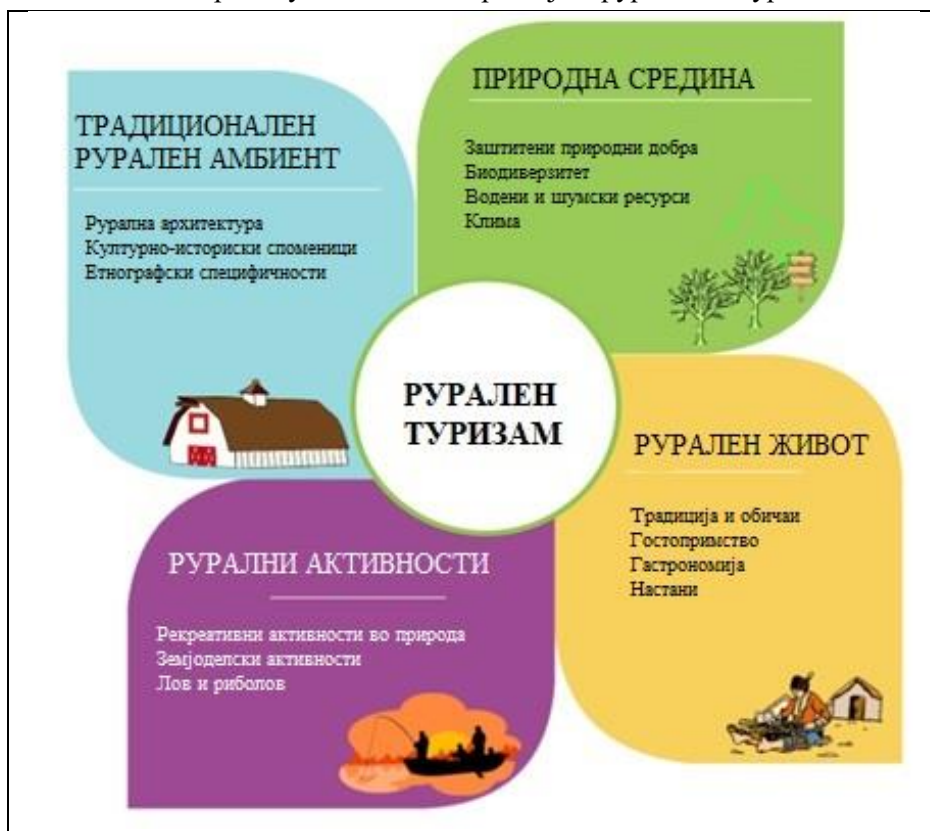 ТРАДИЦИОНАЛЕН
РУРАЛЕН АМБИЕНТ
Рурална архитектура
Културно-историски споменици
Етнографски специфичности
ПРИРОДНА СРЕДИНА
Заштитени природни добра
Биодиверзитет
Водени и шумски ресурси
Клима
РУРАЛЕН
ТУРИЗАМ
РУРАЛНИ АКТИВНОСТИ
Рекреативни активности во природа
Земјоделски активности
Лов и риболов
РУРАЛЕН ЖИВОТ
Традиција и обичаи
Гостопримство
Гастрономија
Настани